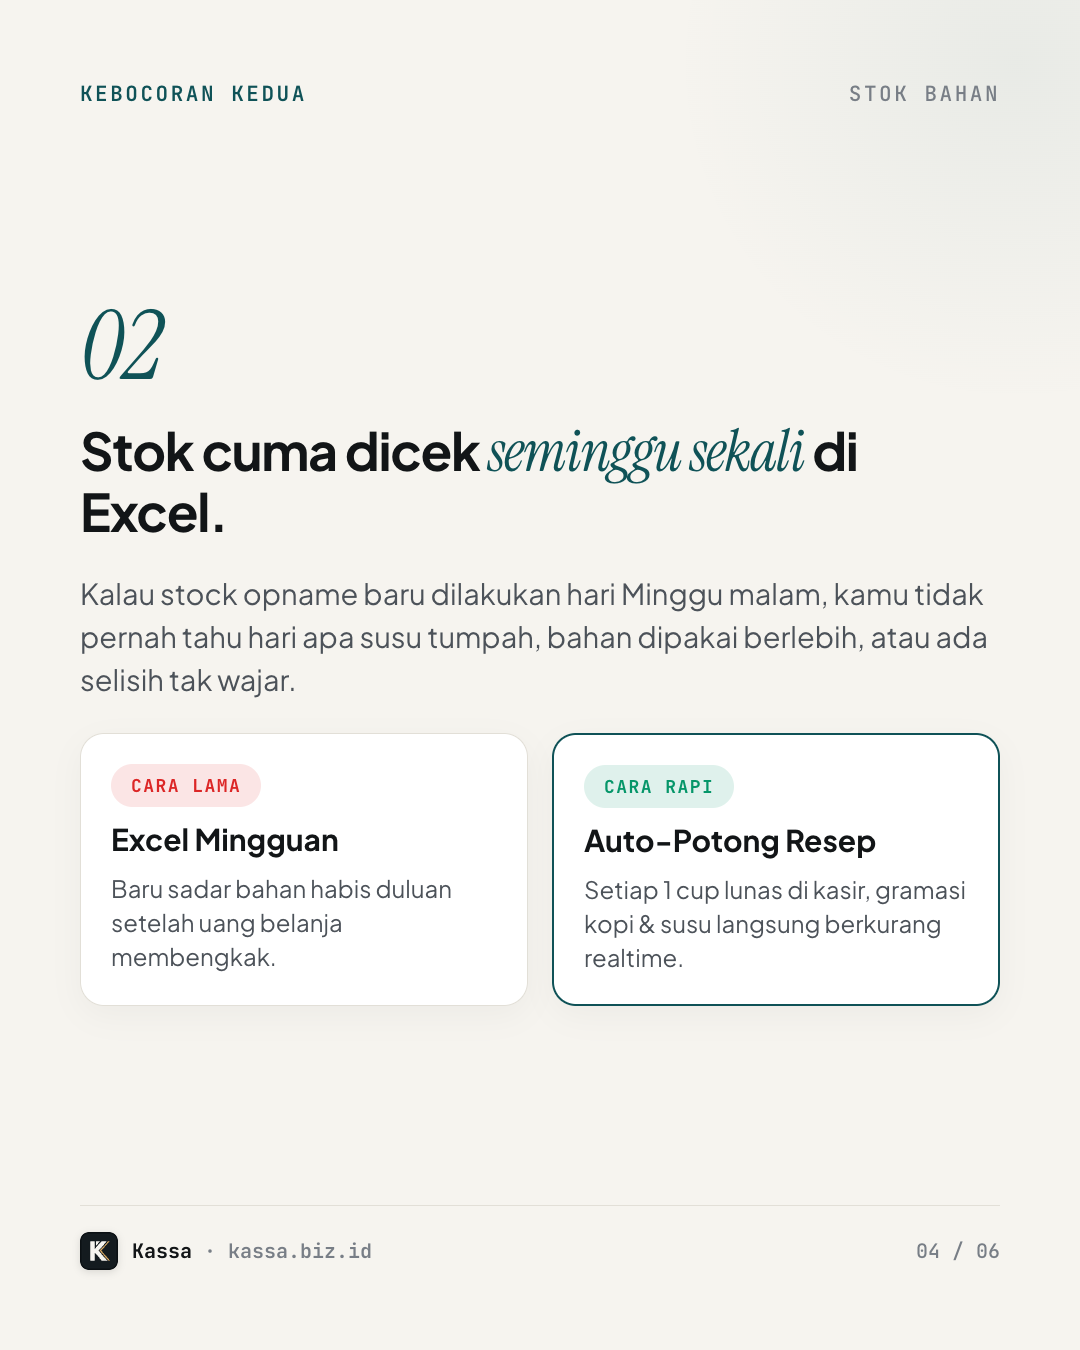 KEBOCORAN KEDUA
STOK BAHAN
02
Stok cuma dicek seminggu sekali di
Excel.
Kalau stock opname baru dilakukan hari Minggu malam, kamu tidak
pernah tahu hari apa susu tumpah, bahan dipakai berlebih, atau ada
selisih tak wajar.
CARA LAMA
Excel Mingguan
Baru sadar bahan habis duluan
setelah uang belanja
membengkak.
CARA RAPI
Auto-Potong Resep
Setiap 1 cup lunas di kasir, gramasi
kopi & susu langsung berkurang
realtime.
K
Kassa · kassa.biz.id
04 / 06